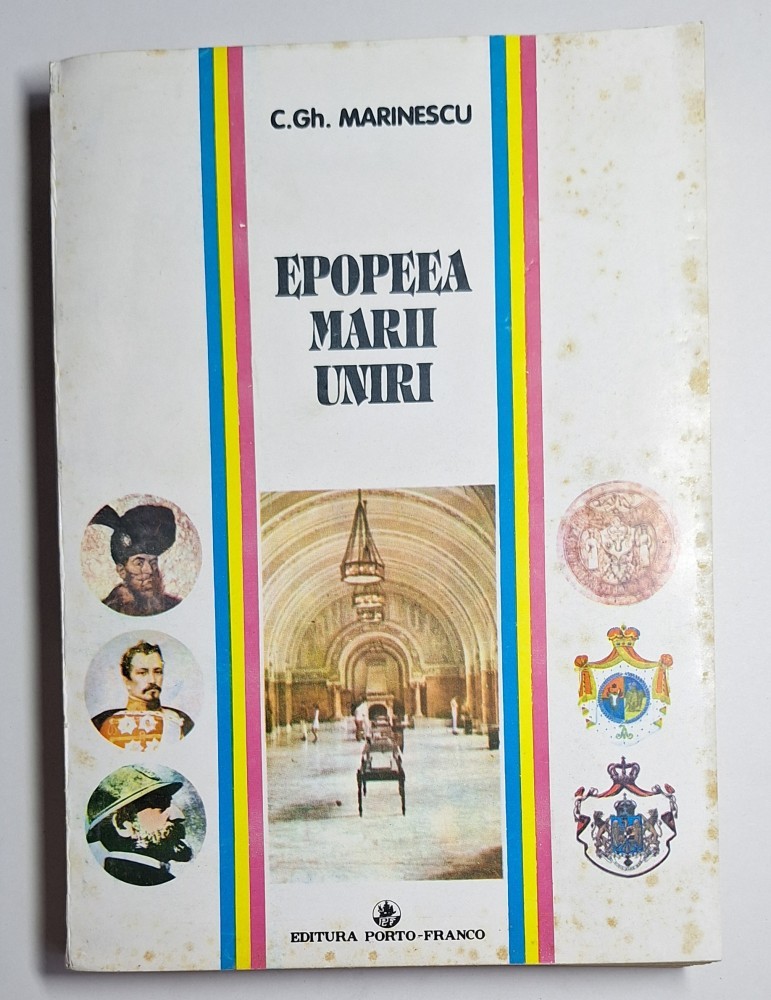 C.Gh. MARINESCU
EPOPEEA
MARII
UNIRI
EDITURA PORTO-FRANCO